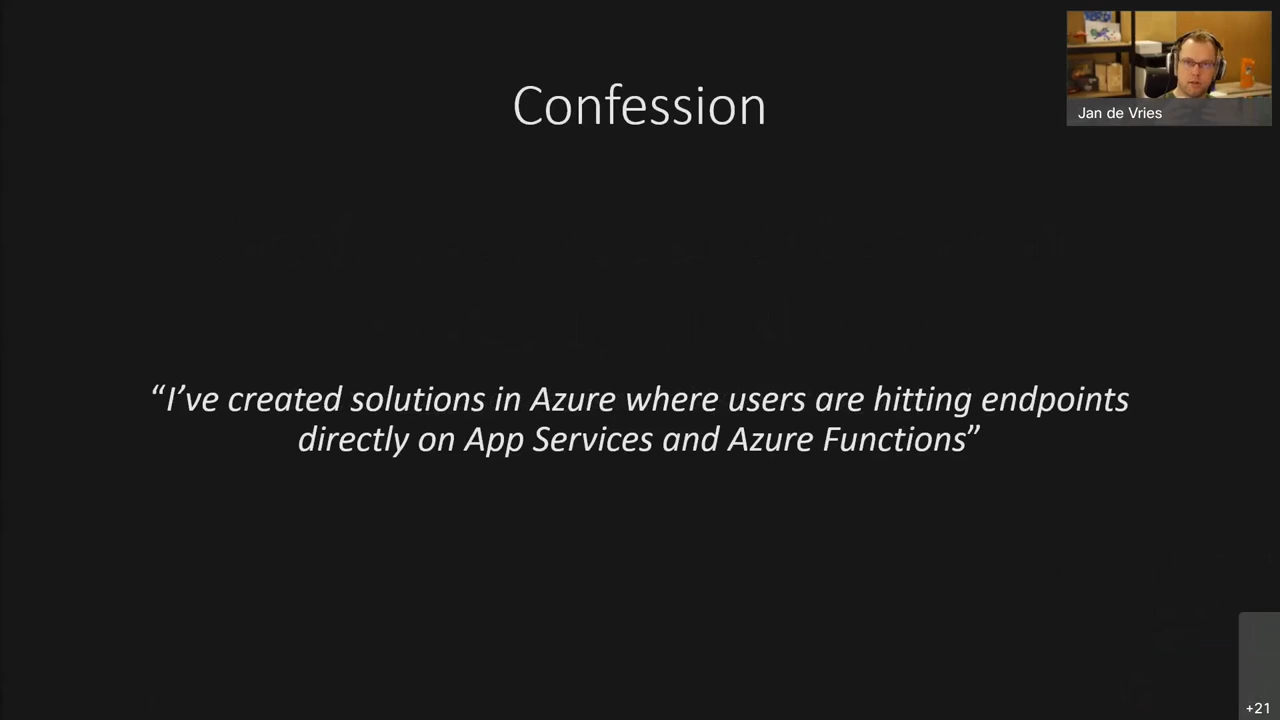 Confession
Jan de Vries
“I’ve created solutions in Azure where users are hitting endpoints
directly on App Services and Azure Functions”
+21